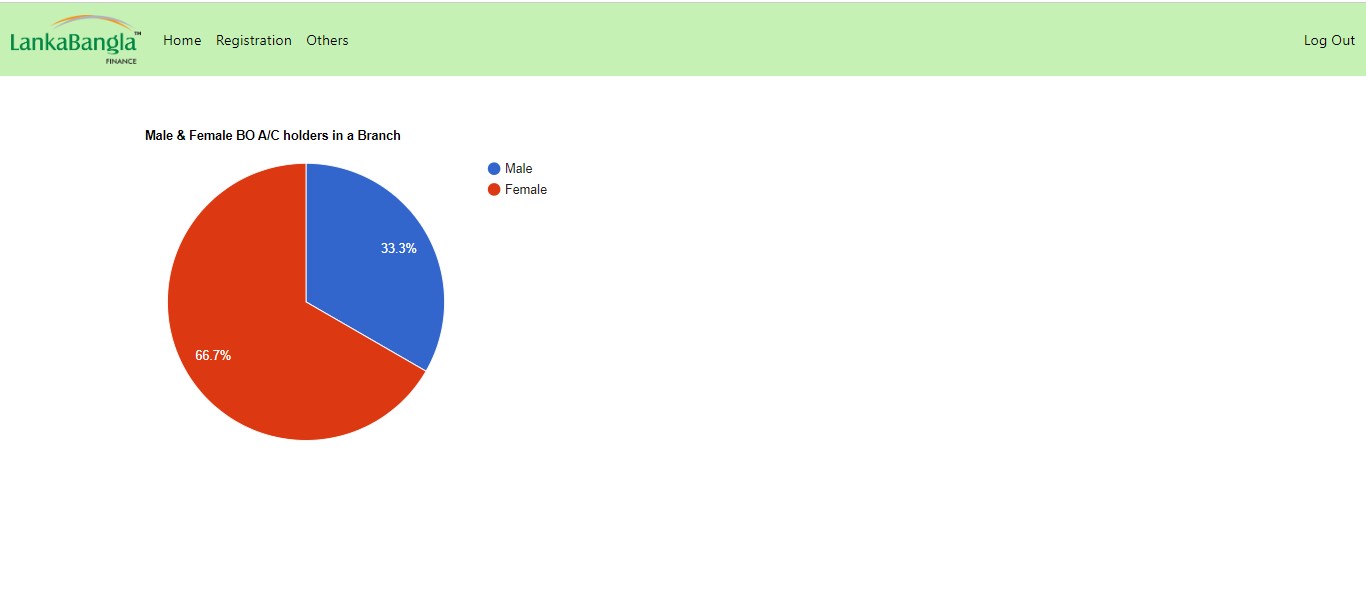 LankaBangla™
FINANCE
Home Registration Others
Log Out
Male & Female BO A/C holders in a Branch
Male
Female
33.3%
66.7%